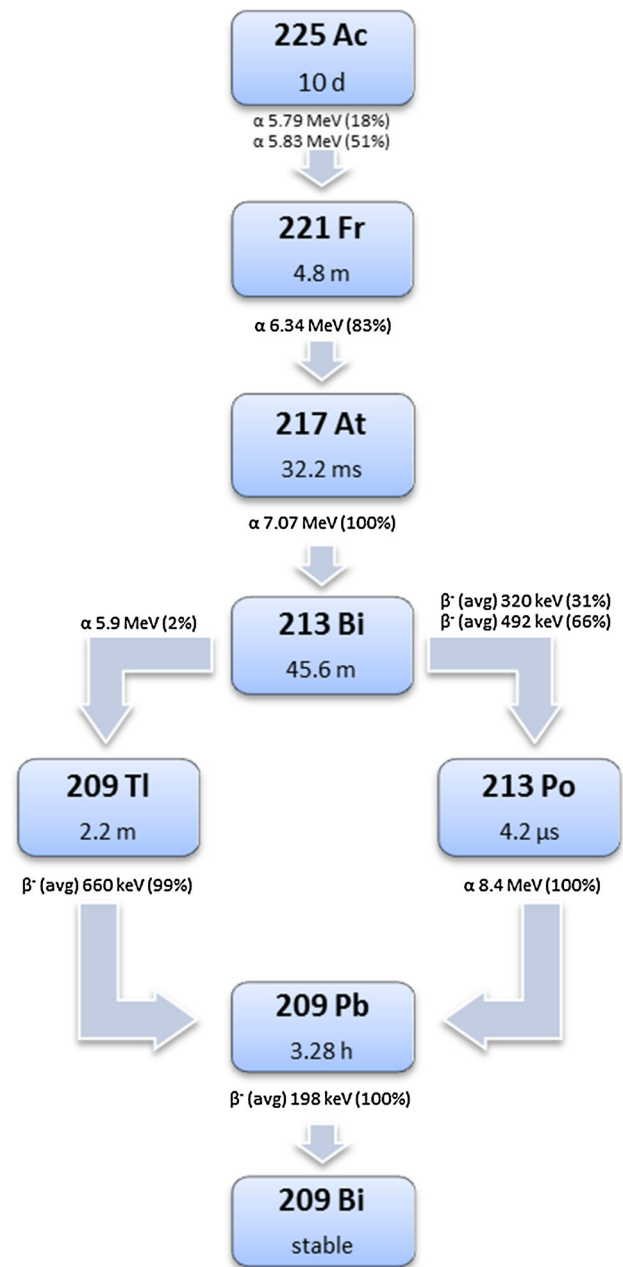 225 Ac
10 d
α 5.79 MeV (18%)
α 5.83 MeV (51%)
221 Fr
4.8 m
α 6.34 MeV (83%)
217 At
32.2 ms
α 7.07 MeV (100%)
α 5.9 MeV (2%)
213 Bi
45.6 m
β⁻ (avg) 320 keV (31%)
β⁻ (avg) 492 keV (66%)
209 Tl
2.2 m
β⁻ (avg) 660 keV (99%)
213 Po
4.2 µs
α 8.4 MeV (100%)
209 Pb
3.28 h
β⁻ (avg) 198 keV (100%)
209 Bi
stable